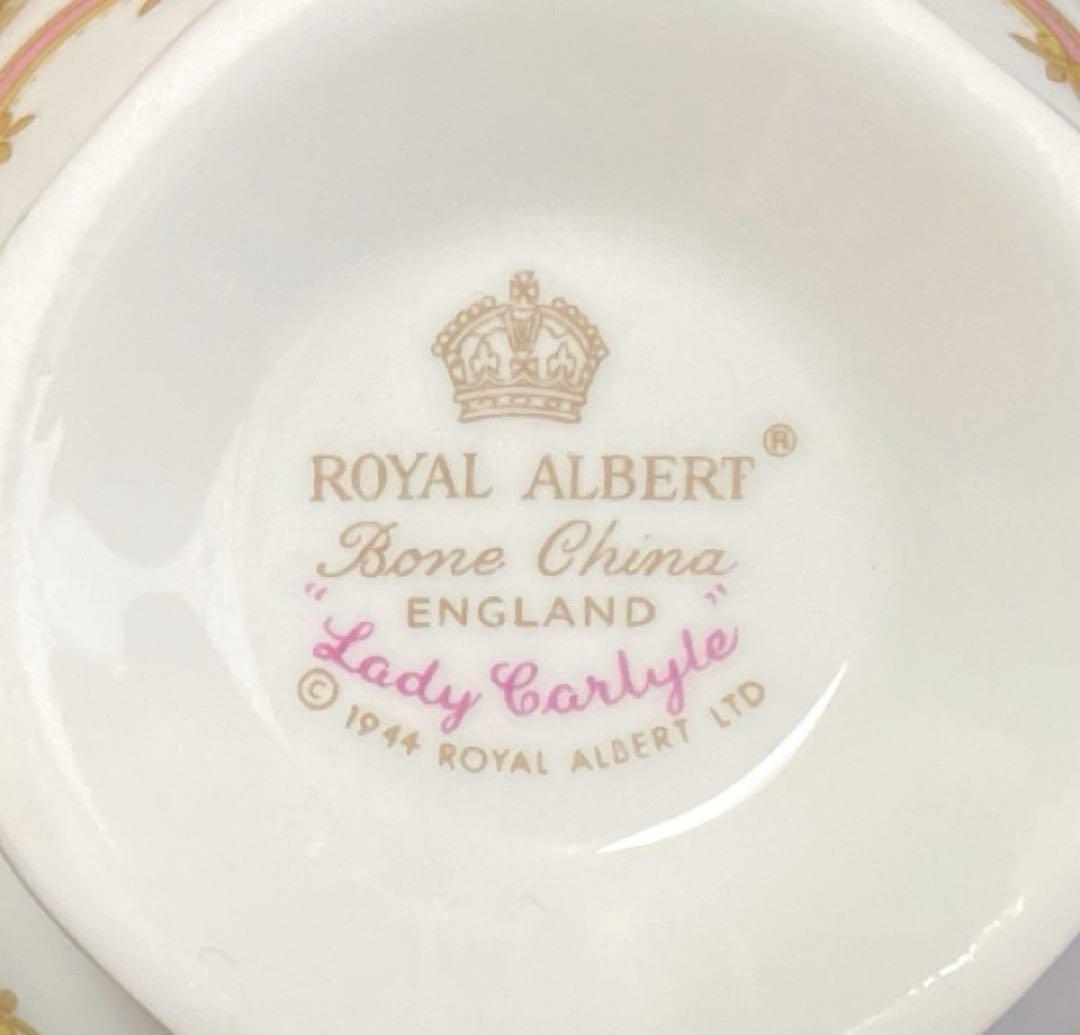 ROYAL ALBERT®
Bone China
ENGLAND
"Lady Carlyle"
© 1944 ROYAL ALBERT LTD